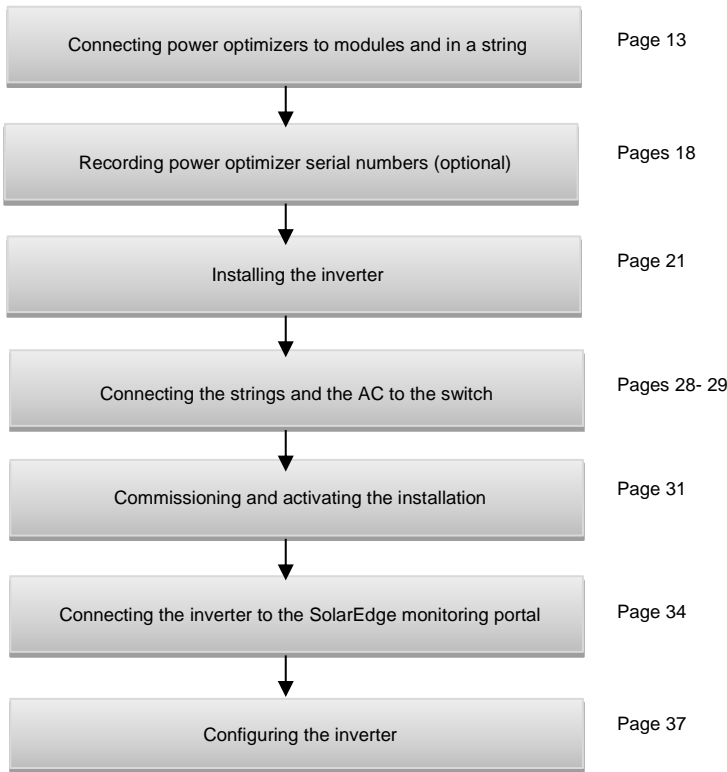 Connecting power optimizers to modules and in a string
Page 13
Recording power optimizer serial numbers (optional)
Pages 18
Installing the inverter
Page 21
Connecting the strings and the AC to the switch
Pages 28- 29
Commissioning and activating the installation
Page 31
Connecting the inverter to the SolarEdge monitoring portal
Page 34
Configuring the inverter
Page 37